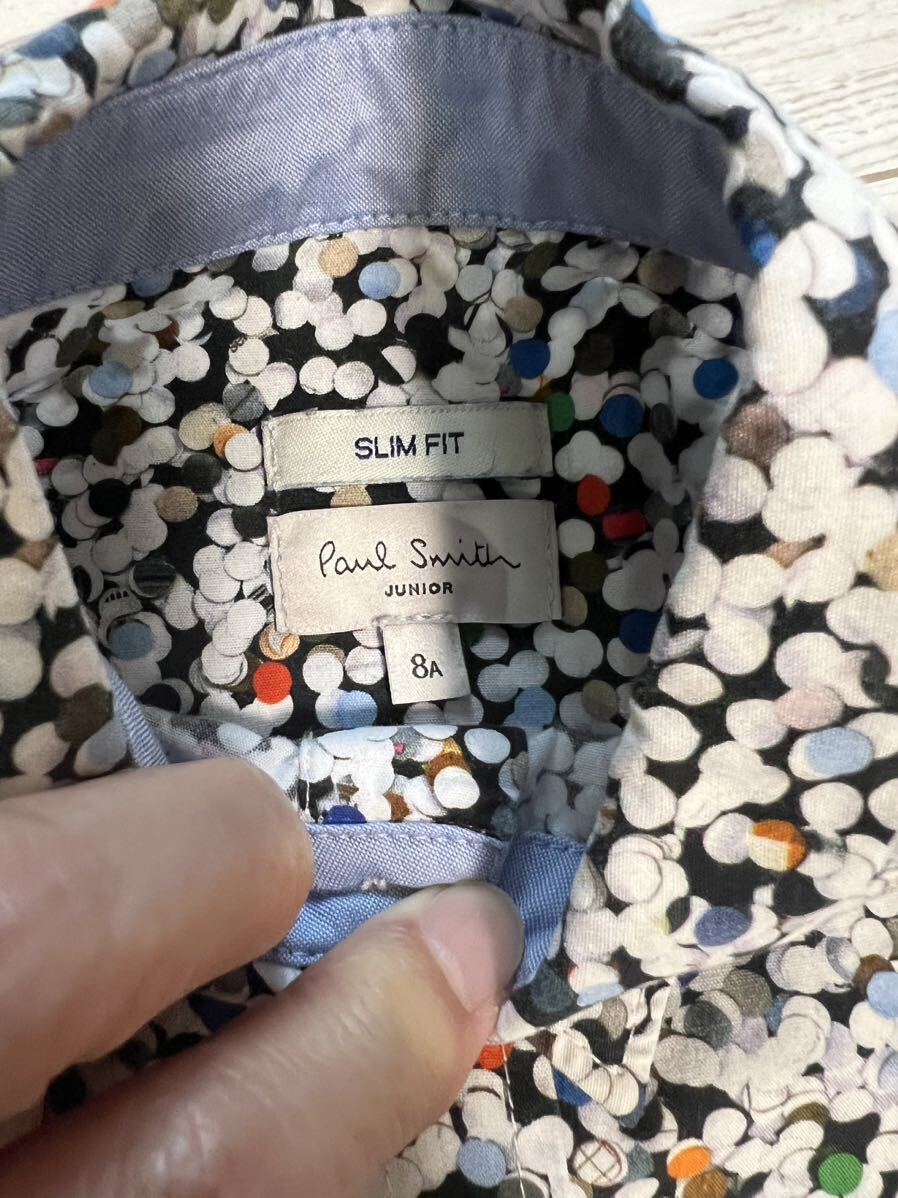 SLIM FIT
Paul Smith
JUNIOR
8A